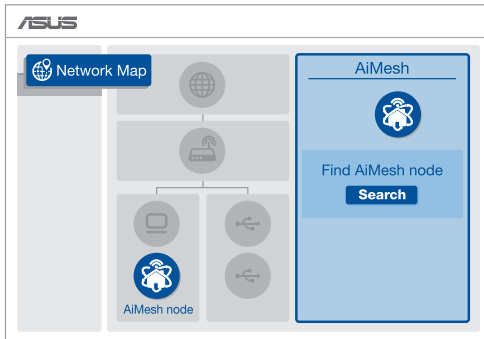 ASUS
Network Map
AiMesh
Find AiMesh node
Search
AiMesh node